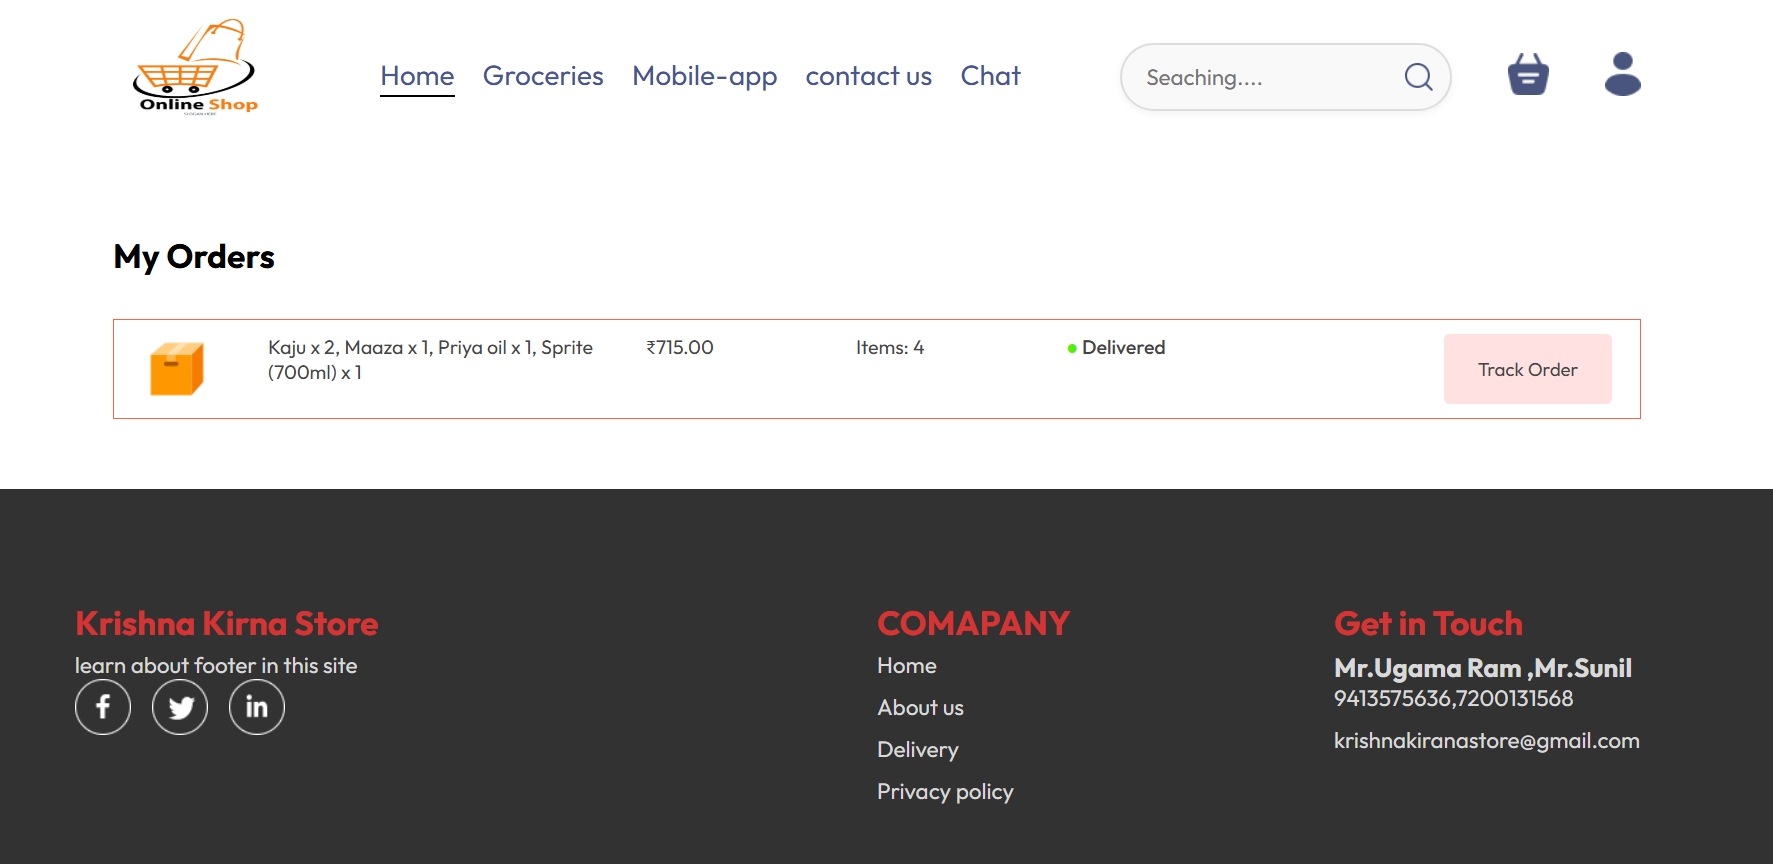 Online Shop
SLOGAN HERE
Home Groceries Mobile-app contact us Chat
Seaching....
My Orders
Kaju x 2, Maaza x 1, Priya oil x 1, Sprite
(700ml) x 1
₹715.00
Items: 4
Delivered
Track Order
Krishna Kirna Store
learn about footer in this site
COMAPANY
Home
About us
Delivery
Privacy policy
Get in Touch
Mr.Ugama Ram ,Mr.Sunil
9413575636,7200131568
krishnakiranastore@gmail.com